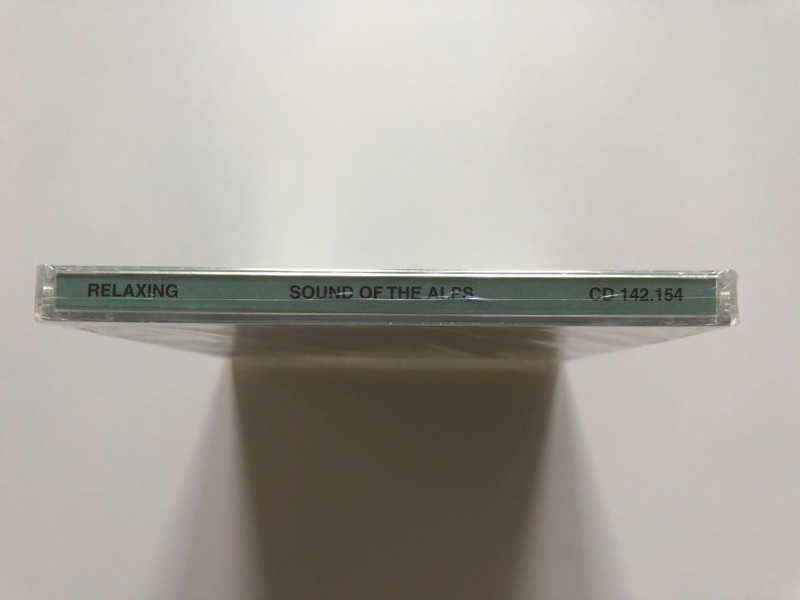 RELAXING SOUND OF THE ALPS CD 142.154